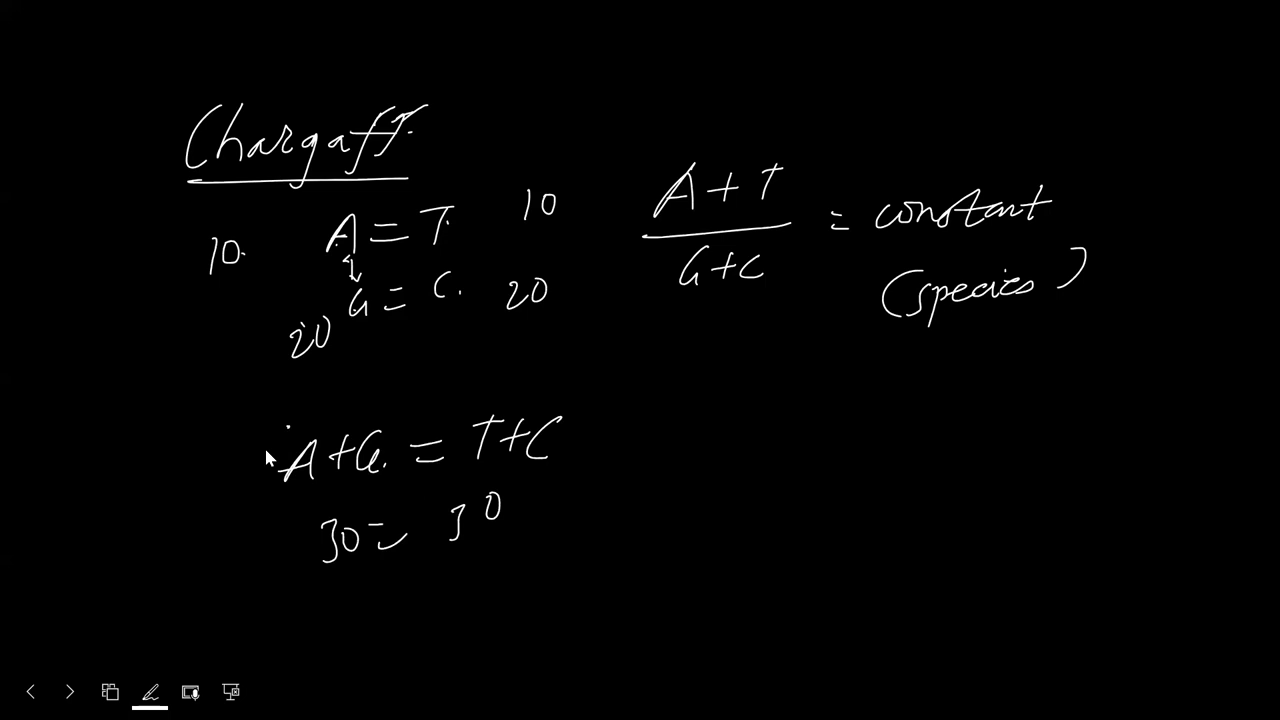 Chargaff
10. A = T. 10
20 G = C. 20
A + G. = T + C
30 = 30
A + T
G + C
= constant
(species)